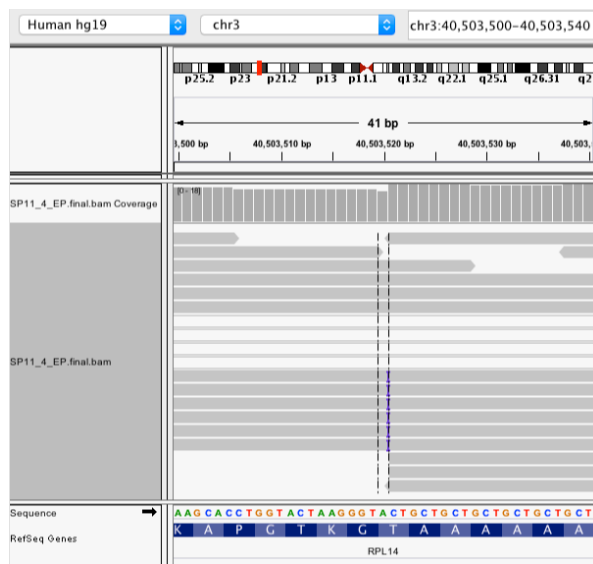 Human hg19 chr3 chr3:40,503,500-40,503,540
p25.2 p23 p21.2 p13 p11.1 q13.2 q22.1 q25.1 q26.31 q2
41 bp
3,500 bp 40,503,510 bp 40,503,520 bp 40,503,530 bp 40,503,
SP11_4_EP.final.bam Coverage [0 - 18]
SP11_4_EP.final.bam
Sequence AAGCACCTGGTACTAAGGGTACTGCTGCTGCTGCTGCTGCT
RefSeq Genes K A P G T K G T A A A A A A
RPL14